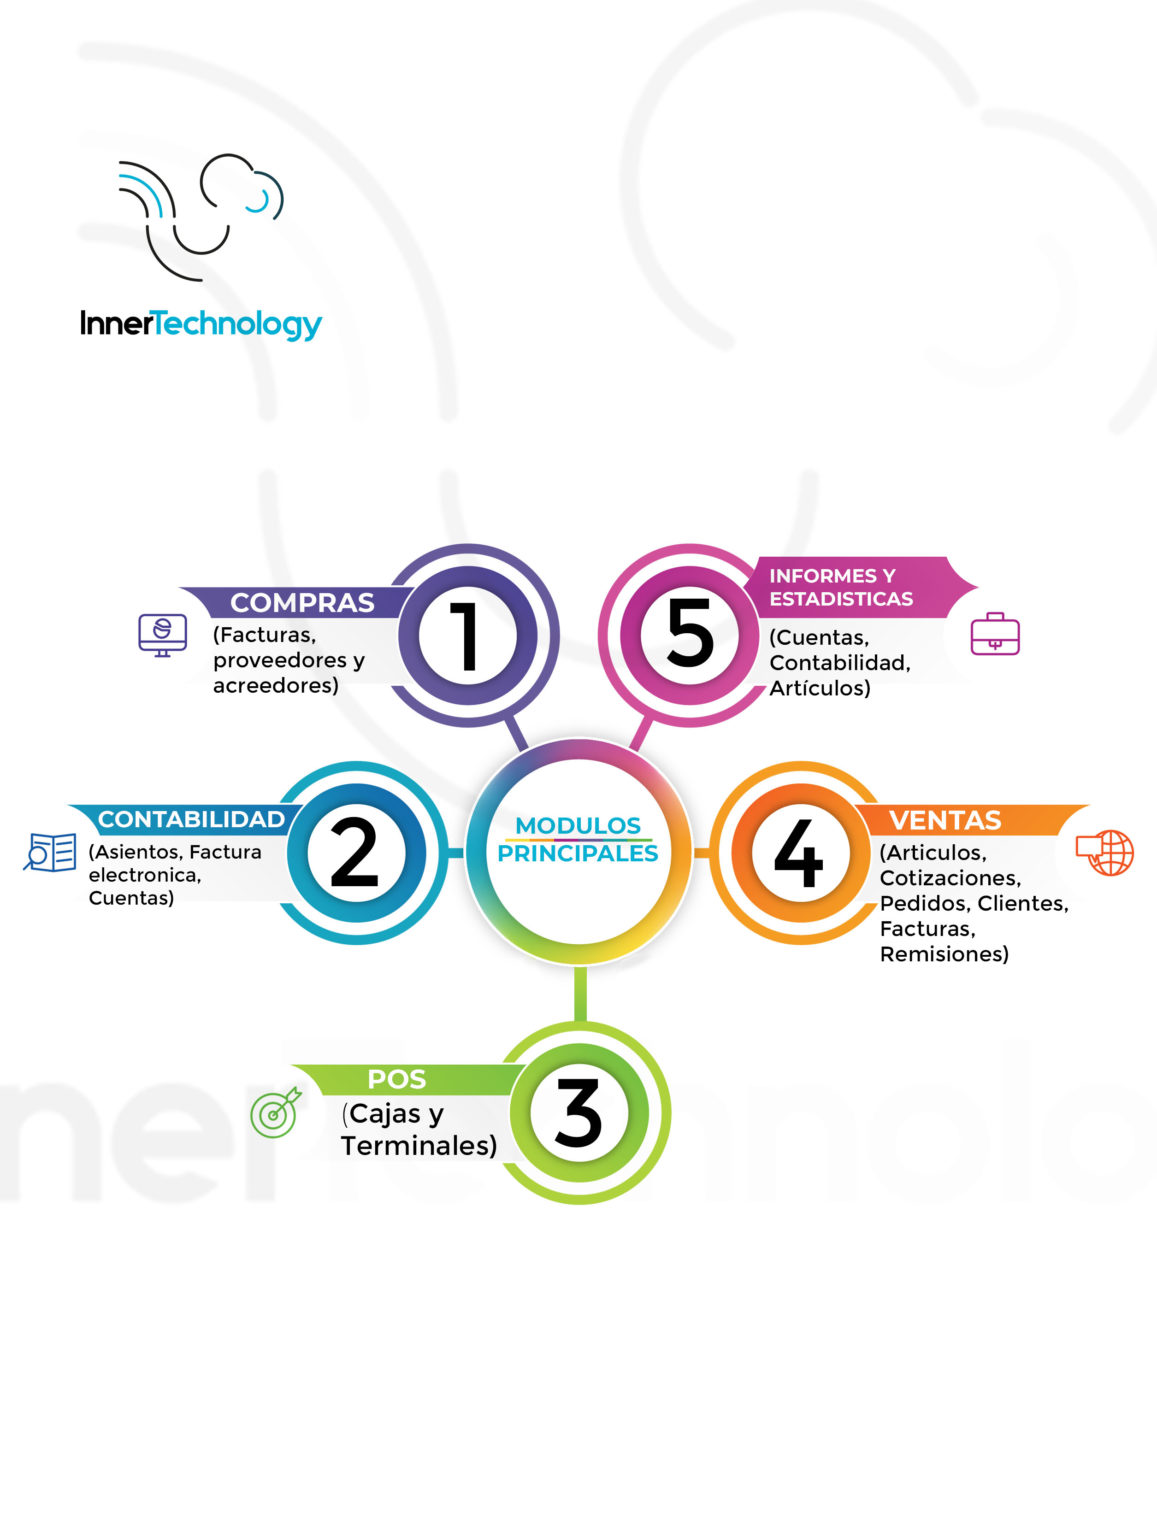 InnerTechnology
1
COMPRAS
(Facturas,
proveedores y
acreedores)
5
INFORMES Y
ESTADISTICAS
(Cuentas,
Contabilidad,
Artículos)
MODULOS
PRINCIPALES
2
CONTABILIDAD
(Asientos, Factura
electronica,
Cuentas)
4
VENTAS
(Articulos,
Cotizaciones,
Pedidos, Clientes,
Facturas,
Remisiones)
3
POS
(Cajas y
Terminales)
nerTechnolo